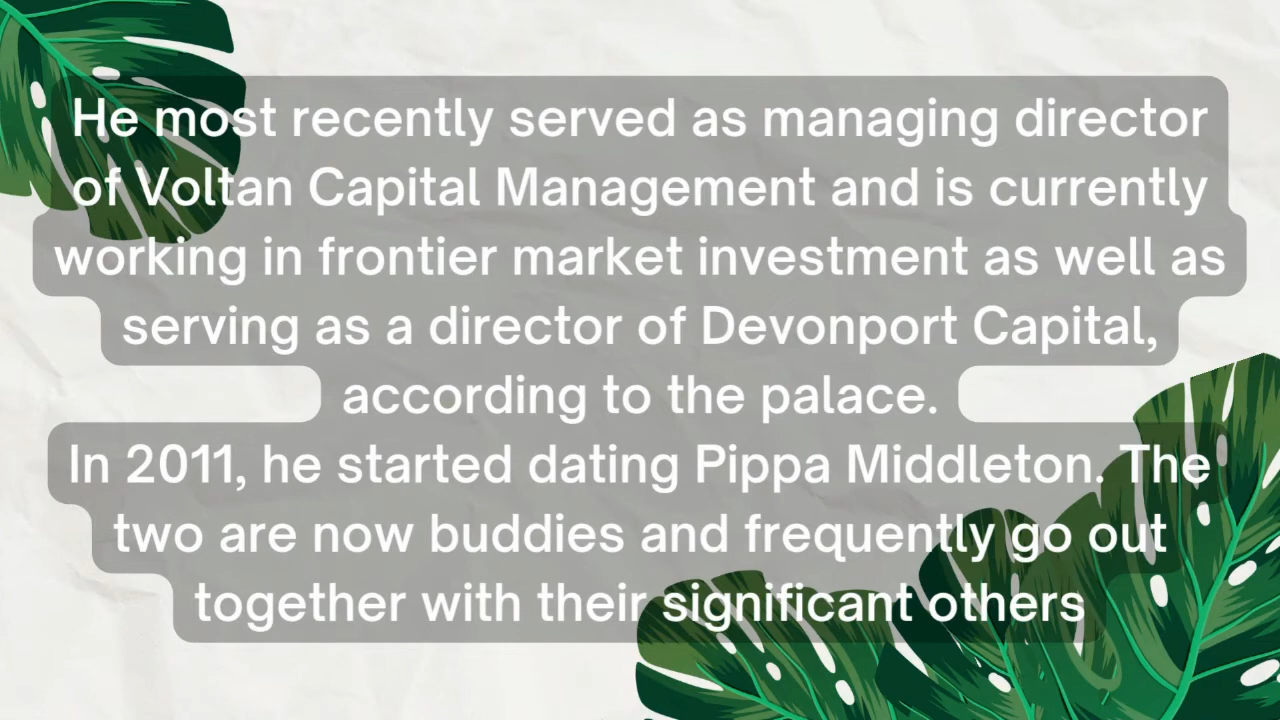 He most recently served as managing director
of Voltan Capital Management and is currently
working in frontier market investment as well as
serving as a director of Devonport Capital,
according to the palace.
In 2011, he started dating Pippa Middleton. The
two are now buddies and frequently go out
together with their significant others